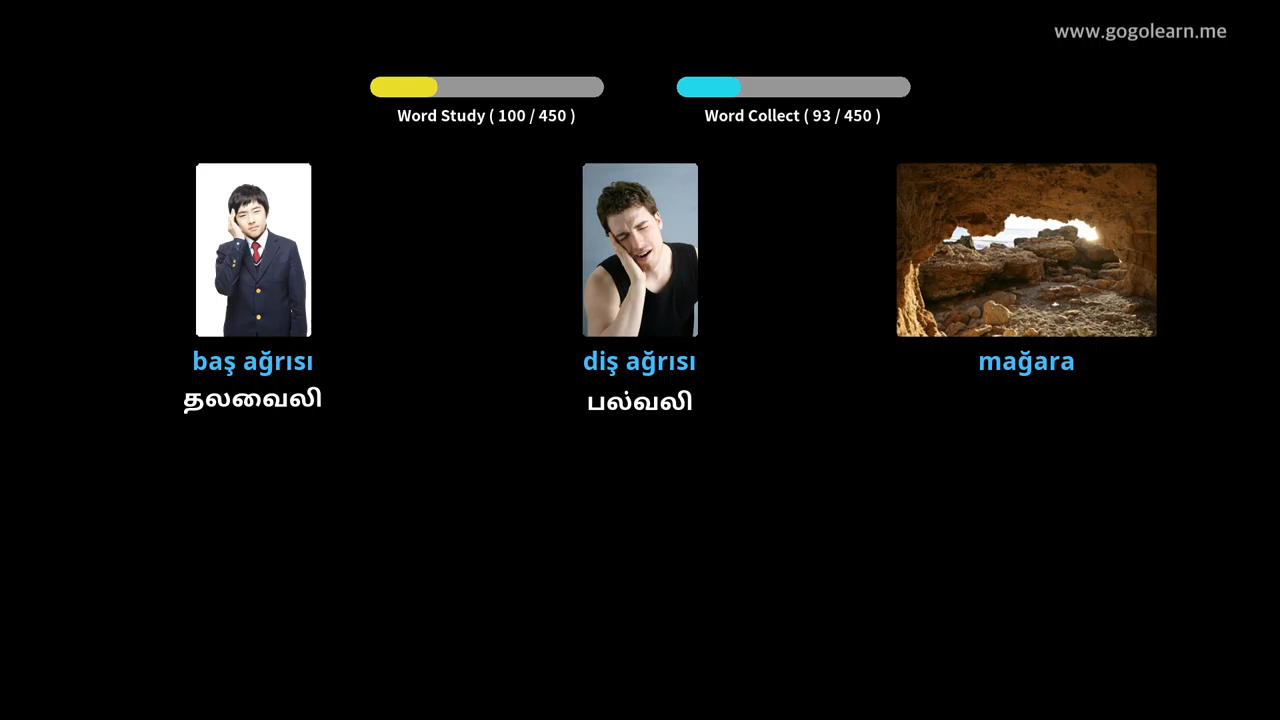 www.gogolearn.me
Word Study ( 100 / 450 )
Word Collect ( 93 / 450 )
baş ağrısı
தலைவலி
diş ağrısı
பல்வலி
mağara